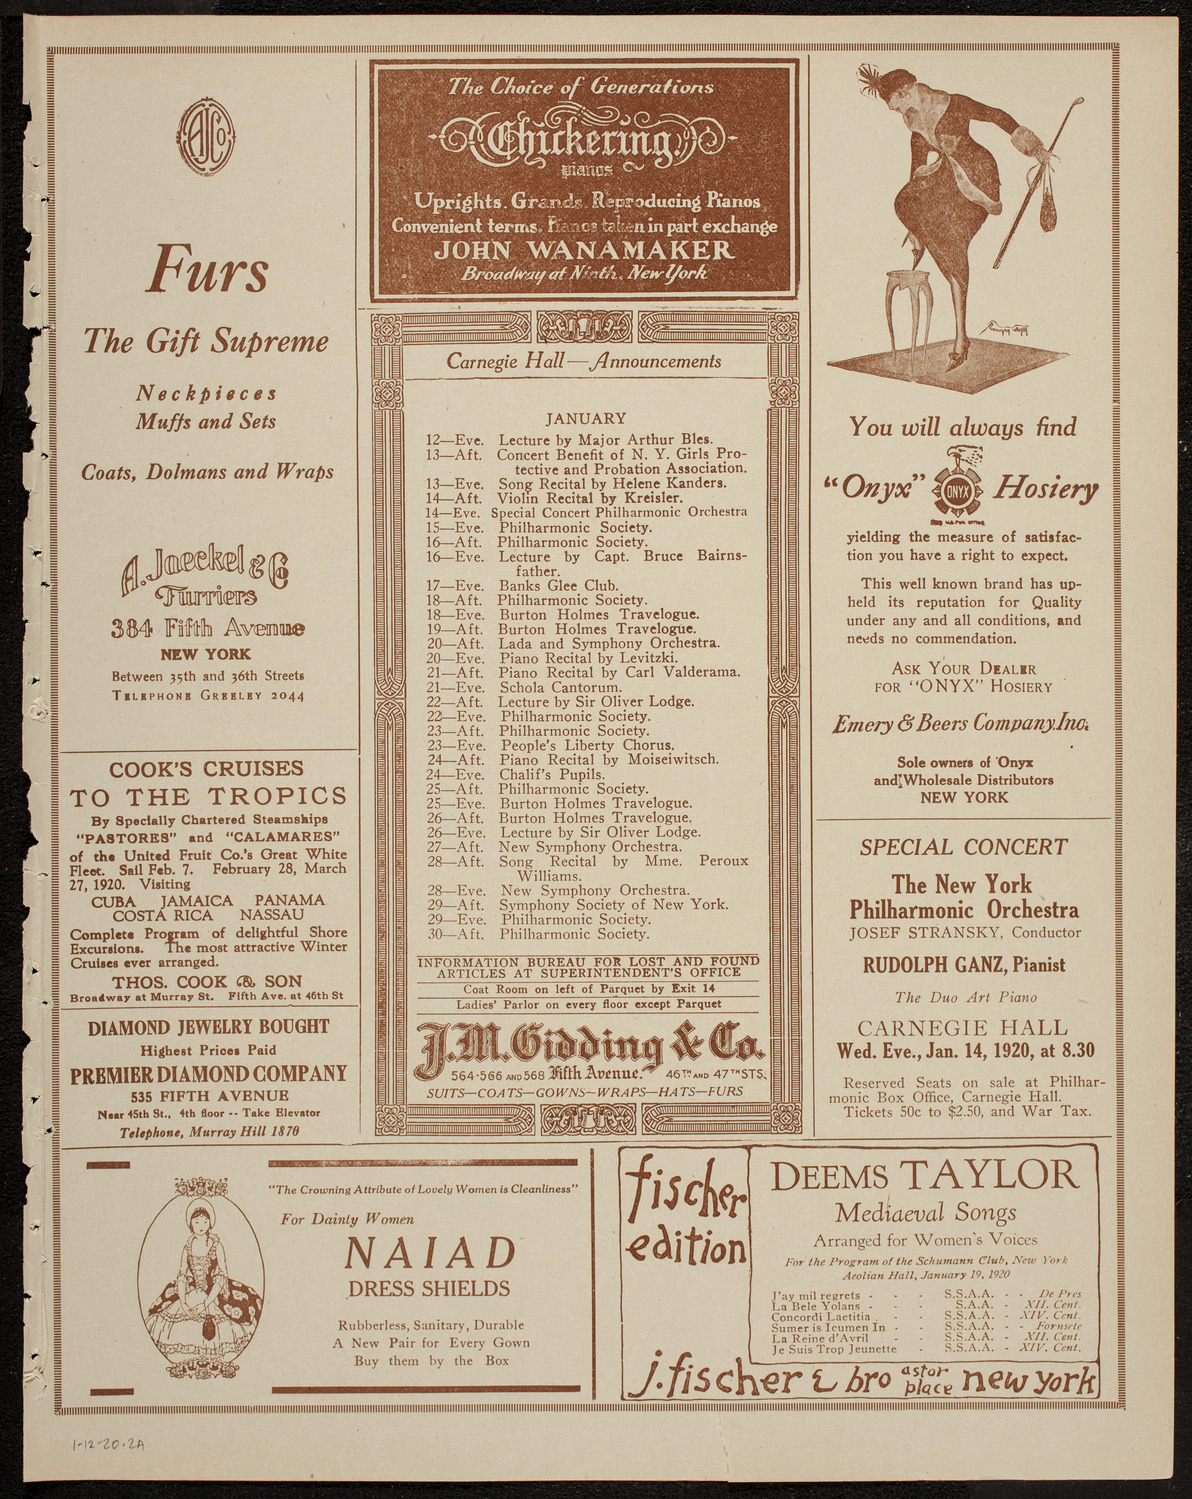 AJCo
Furs
The Gift Supreme
Neckpieces
Muffs and Sets
Coats, Dolmans and Wraps
A. Jaeckel & Co
Furriers
384 Fifth Avenue
NEW YORK
Between 35th and 36th Streets
TELEPHONE GREELEY 2044
COOK'S CRUISES
TO THE TROPICS
By Specially Chartered Steamships
"PASTORES" and "CALAMARES"
of the United Fruit Co.'s Great White
Fleet. Sail Feb. 7. February 28, March
27, 1920. Visiting
CUBA JAMAICA PANAMA
COSTA RICA NASSAU
Complete Program of delightful Shore
Excursions. The most attractive Winter
Cruises ever arranged.
THOS. COOK & SON
Broadway at Murray St. Fifth Ave. at 46th St
DIAMOND JEWELRY BOUGHT
Highest Prices Paid
PREMIER DIAMOND COMPANY
535 FIFTH AVENUE
Near 45th St., 4th floor -- Take Elevator
Telephone, Murray Hill 1870
The Choice of Generations
Chickering
pianos
Uprights. Grands. Reproducing Pianos
Convenient terms. Pianos taken in part exchange
JOHN WANAMAKER
Broadway at Ninth, New York
Carnegie Hall—Announcements
JANUARY
12—Eve. Lecture by Major Arthur Bles.
13—Aft. Concert Benefit of N. Y. Girls Pro-
tective and Probation Association.
13—Eve. Song Recital by Helene Kanders.
14—Aft. Violin Recital by Kreisler.
14—Eve. Special Concert Philharmonic Orchestra
15—Eve. Philharmonic Society.
16—Aft. Philharmonic Society.
16—Eve. Lecture by Capt. Bruce Bairns-
father.
17—Eve. Banks Glee Club.
18—Aft. Philharmonic Society.
18—Eve. Burton Holmes Travelogue.
19—Aft. Burton Holmes Travelogue.
20—Aft. Lada and Symphony Orchestra.
20—Eve. Piano Recital by Levitzki.
21—Aft. Piano Recital by Carl Valderama.
21—Eve. Schola Cantorum.
22—Aft. Lecture by Sir Oliver Lodge.
22—Eve. Philharmonic Society.
23—Aft. Philharmonic Society.
23—Eve. People's Liberty Chorus.
24—Aft. Piano Recital by Moiseiwitsch.
24—Eve. Chalif's Pupils.
25—Aft. Philharmonic Society.
25—Eve. Burton Holmes Travelogue.
26—Aft. Burton Holmes Travelogue.
26—Eve. Lecture by Sir Oliver Lodge.
27—Aft. New Symphony Orchestra.
28—Aft. Song Recital by Mme. Peroux
Williams.
28—Eve. New Symphony Orchestra.
29—Aft. Symphony Society of New York.
29—Eve. Philharmonic Society.
30—Aft. Philharmonic Society.
INFORMATION BUREAU FOR LOST AND FOUND
ARTICLES AT SUPERINTENDENT'S OFFICE
Coat Room on left of Parquet by Exit 14
Ladies' Parlor on every floor except Parquet
J.M. Gidding & Co.
564-566 AND 568 Fifth Avenue. 46TH AND 47TH STS.
SUITS—COATS—GOWNS—WRAPS—HATS—FURS
You will always find
"Onyx" ONYX Hosiery
yielding the measure of satisfac-
tion you have a right to expect.
This well known brand has up-
held its reputation for Quality
under any and all conditions, and
needs no commendation.
ASK YOUR DEALER
FOR "ONYX" HOSIERY
Emery & Beers Company, Inc.
Sole owners of 'Onyx
and Wholesale Distributors
NEW YORK
SPECIAL CONCERT
The New York
Philharmonic Orchestra
JOSEF STRANSKY, Conductor
RUDOLPH GANZ, Pianist
The Duo Art Piano
CARNEGIE HALL
Wed. Eve., Jan. 14, 1920, at 8.30
Reserved Seats on sale at Philhar-
monic Box Office, Carnegie Hall.
Tickets 50c to $2.50, and War Tax.
"The Crowning Attribute of Lovely Women is Cleanliness"
For Dainty Women
NAIAD
DRESS SHIELDS
Rubberless, Sanitary, Durable
A New Pair for Every Gown
Buy them by the Box
fischer
edition
DEEMS TAYLOR
Mediaeval Songs
Arranged for Women's Voices
For the Program of the Schumann Club, New York
Aeolian Hall, January 19, 1920
J'ay mil regrets - - - S.S.A.A. - - De Pres
La Bele Yolans - - - S.A.A. - XII. Cent.
Concordi Laetitia - - - S.S.A.A. - XIV. Cent.
Sumer is Icumen In - - - S.S.A.A. - - Fornsete
La Reine d'Avril - - S.S.A.A. - XII. Cent.
Je Suis Trop Jeunette - S.S.A.A. - XIV. Cent.
j. fischer & bro astor place new york
1-12-20-2A